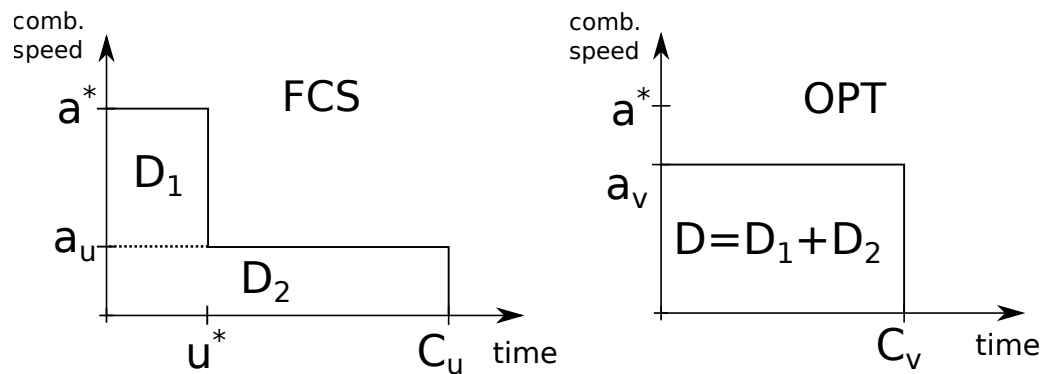 comb.
speed
a*
FCS
D₁
aᵤ
D₂
u*
Cᵤ
time
comb.
speed
a*
OPT
aᵥ
D=D₁+D₂
Cᵥ
time